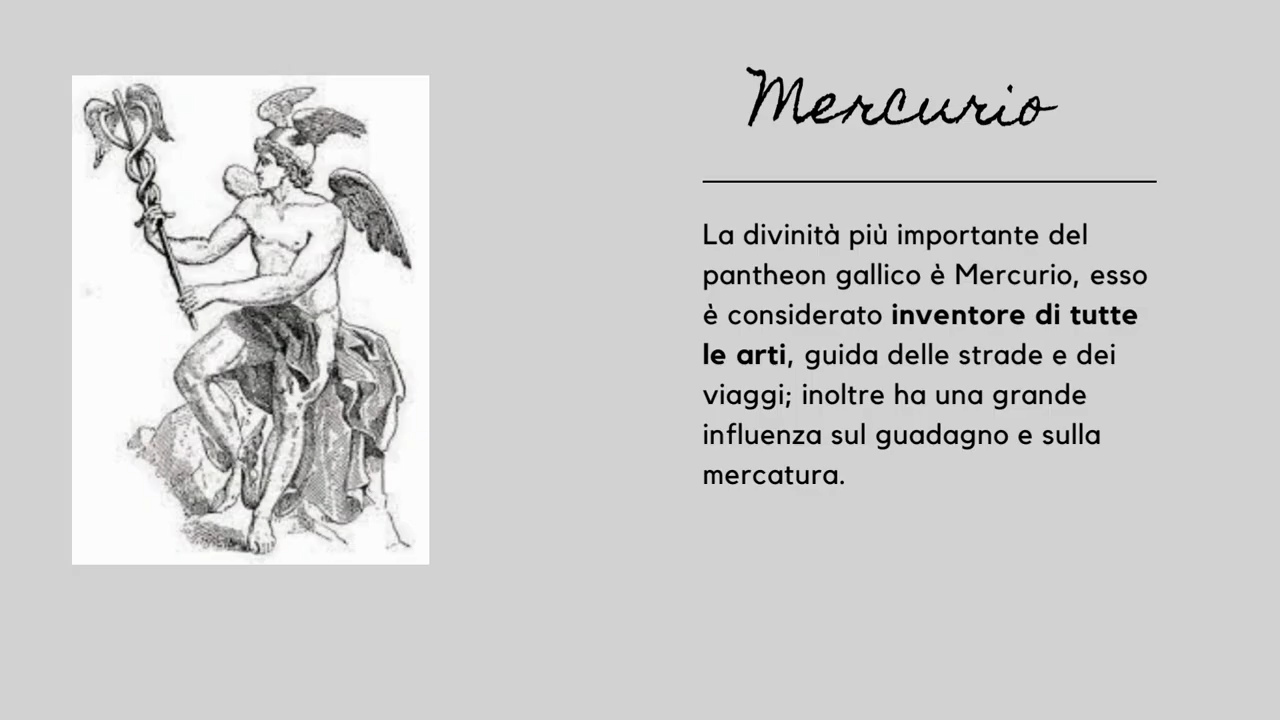 Mercurio
La divinità più importante del
pantheon gallico è Mercurio, esso
è considerato inventore di tutte
le arti, guida delle strade e dei
viaggi; inoltre ha una grande
influenza sul guadagno e sulla
mercatura.